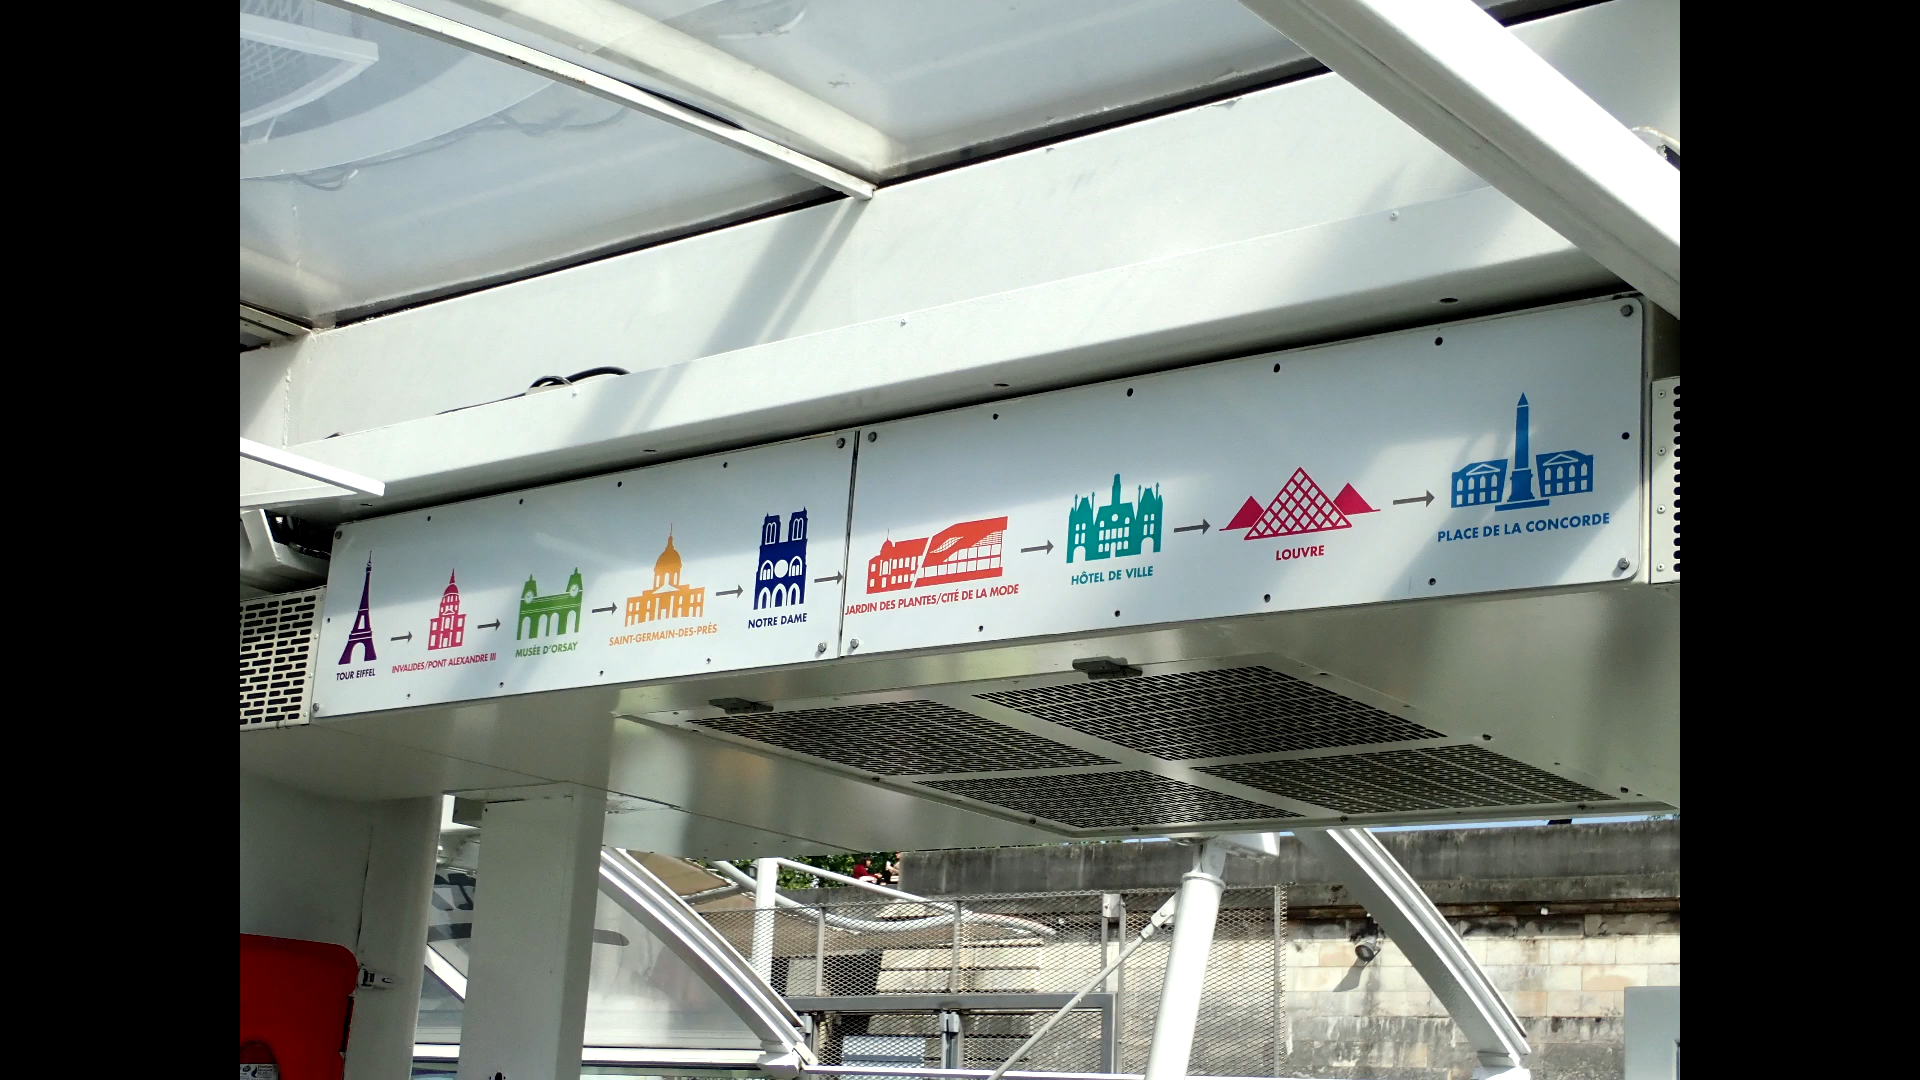 TOUR EIFFEL
INVALIDES/PONT ALEXANDRE III
MUSÉE D'ORSAY
SAINT-GERMAIN-DES-PRÉS
NOTRE DAME
JARDIN DES PLANTES/CITÉ DE LA MODE
HÔTEL DE VILLE
LOUVRE
PLACE DE LA CONCORDE